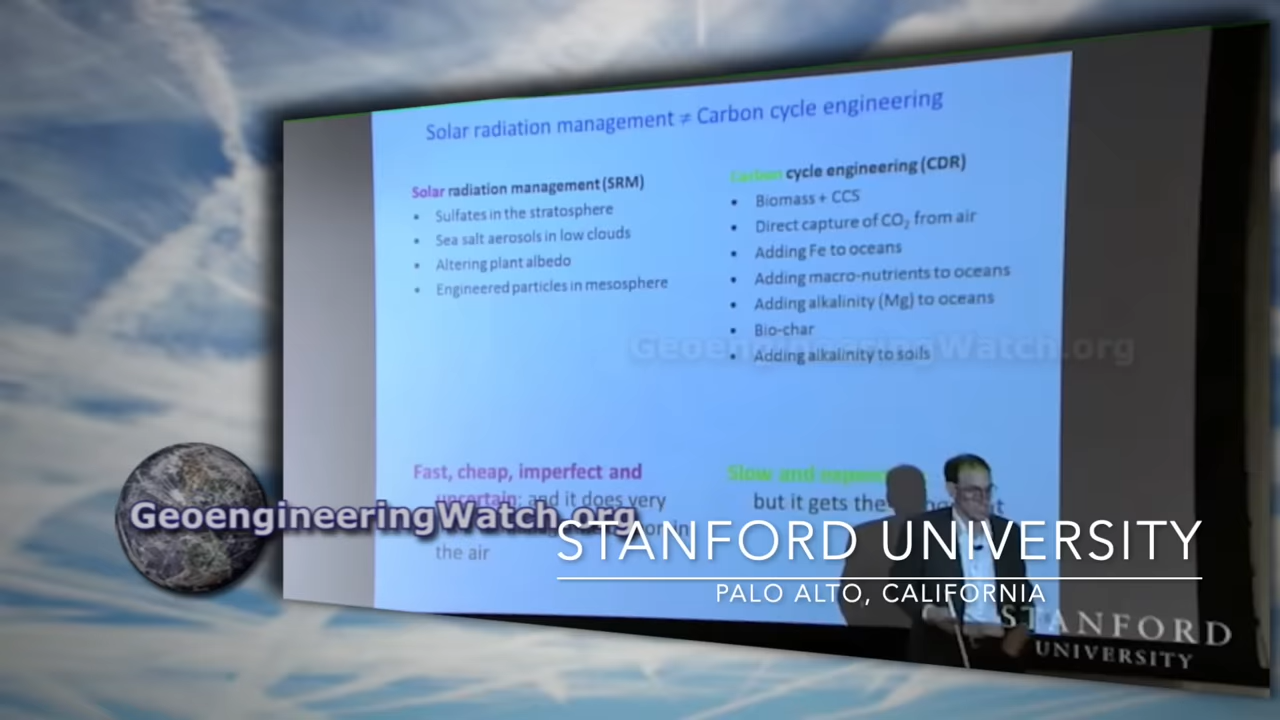 Solar radiation management ≠ Carbon cycle engineering
Solar radiation management (SRM)
• Sulfates in the stratosphere
• Sea salt aerosols in low clouds
• Altering plant albedo
• Engineered particles in mesosphere
Fast, cheap, imperfect and
uncertain; and it does very
in
the air
Carbon cycle engineering (CDR)
• Biomass + CCS
• Direct capture of CO₂ from air
• Adding Fe to oceans
• Adding macro-nutrients to oceans
• Adding alkalinity (Mg) to oceans
• Bio-char
• Adding alkalinity to soils
Slow and
but it gets the
GeoengineeringWatch.org
GeoengineeringWatch.org
STANFORD UNIVERSITY
PALO ALTO, CALIFORNIA
STANFORD
UNIVERSITY